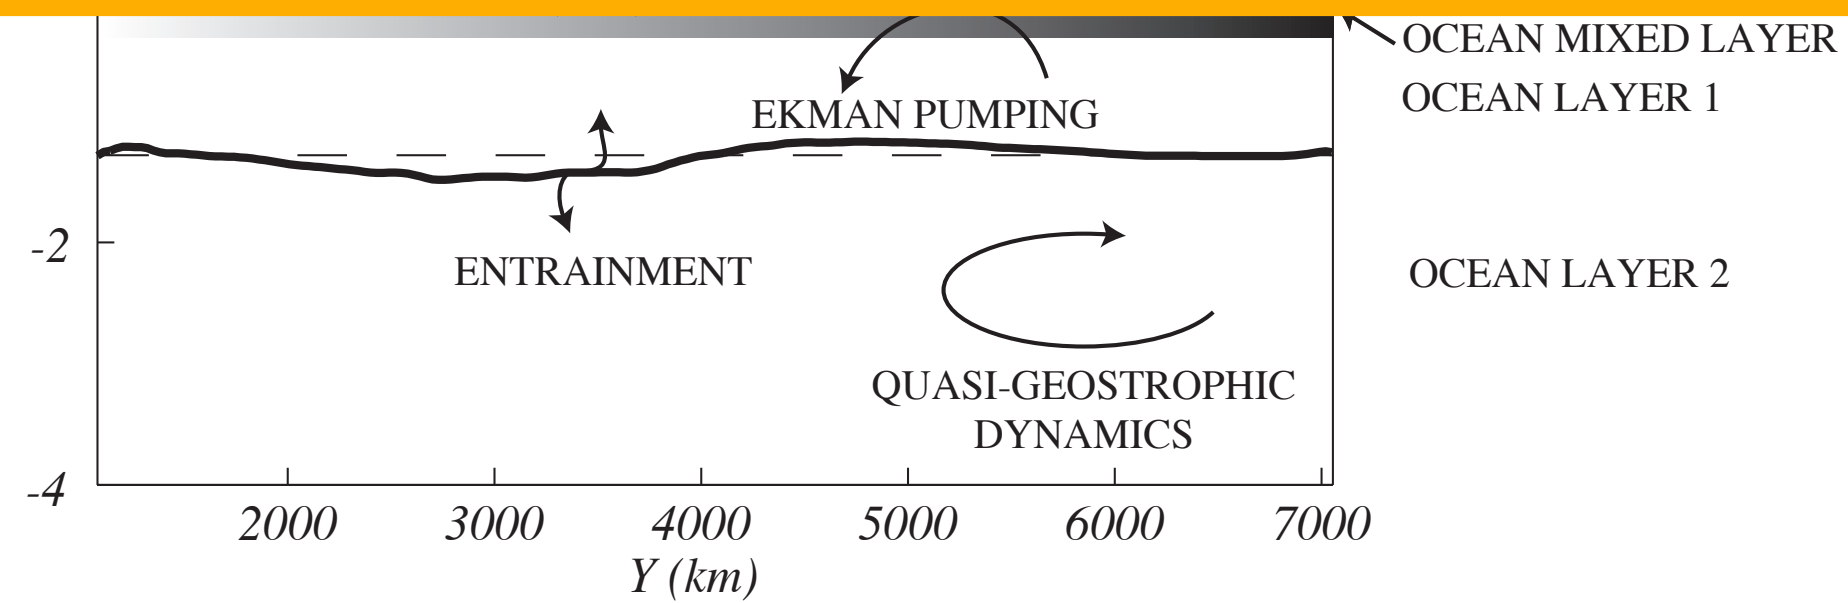 OCEAN MIXED LAYER
OCEAN LAYER 1
EKMAN PUMPING
-2
ENTRAINMENT
OCEAN LAYER 2
QUASI-GEOSTROPHIC
DYNAMICS
-4
2000 3000 4000 5000 6000 7000
Y (km)